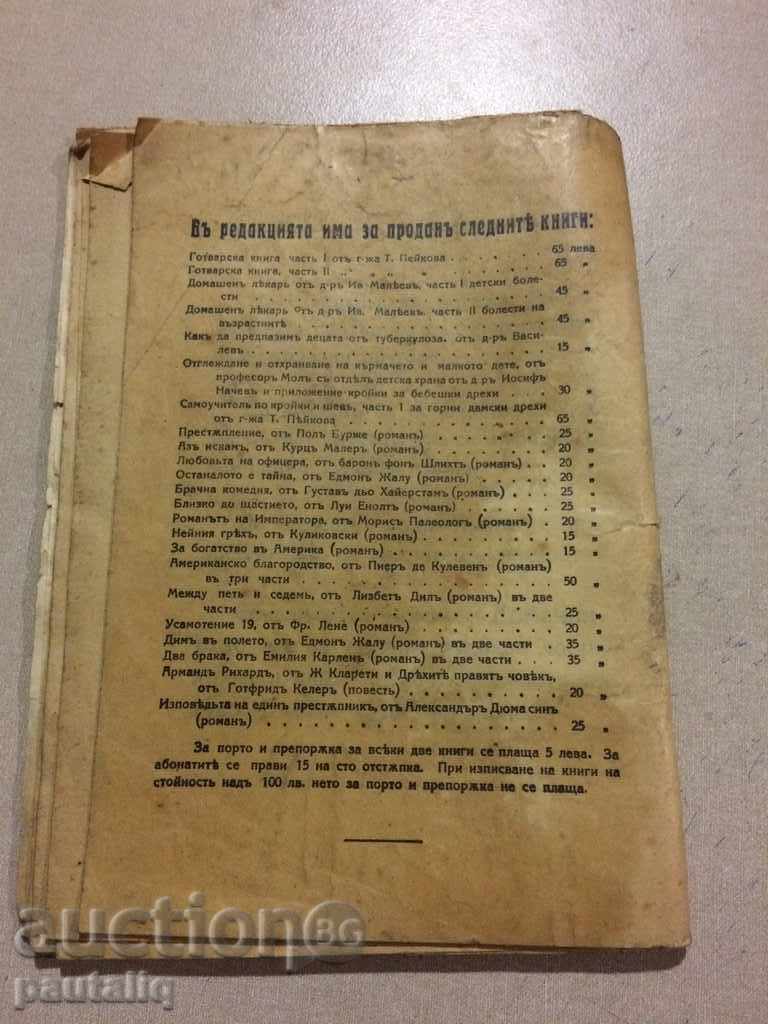 Въ редакцията има за проданъ следнитѣ книги:
Готварска книга часть I отъ г-жа Т. Пейкова . . . . . . 65 лева
Готварска книга, часть II „ „ „ „ . . . . . 65 „
Домашенъ лѣкарь отъ д-ръ Ив Малѣевъ, часть I детски боле-
сти . . . . . . . . . . . . . . . . . 45 „
Домашенъ лѣкарь отъ д-ръ Ив. Малѣевъ, часть II болести на
възрастнитѣ . . . . . . . . . . . . . . 45 „
Какъ да предпазимъ децата отъ туберкулоза, отъ д-ръ Васи-
левъ . . . . . . . . . . . . . . . . . 15 „
Отглеждане и отхранване на кърмачето и малкото дете, отъ
професоръ Молъ съ отдѣлъ детска храна отъ д-ръ Иосифъ
Начевъ и приложение кройки за бебешки дрехи . . . 30 „
Самоучитель по кройки и шевъ, часть 1 за горни дамски дрехи
отъ г-жа Т. Пѣйкова . . . . . . . . . . . . 65 „
Престѫпление, отъ Полъ Бурже (романъ) . . . . . . . 25 „
Азъ искамъ, отъ Курцъ Малеръ (романъ) . . . . . . . 20 „
Любовьта на офицера, отъ баронъ фонъ Шлихтъ (романъ) . . 20 „
Останалото е тайна, отъ Едмонъ Жалу (романъ) . . . . . 20 „
Брачна комедия, отъ Густавъ дьо Хайерстамъ (романъ) . . . 25 „
Близко до щастието, отъ Луи Енолтъ (романъ) . . . . . . 25 „
Романътъ на Императора, отъ Морисъ Палеологъ (романъ) . . 20 „
Нейния грѣхъ, отъ Куликовски (романъ) . . . . . . . . 15 „
За богатство въ Америка (романъ) . . . . . . . . . 15 „
Американско благородство, отъ Пиеръ де Кулевенъ (романъ)
въ три части . . . . . . . . . . . . . . 50 „
Между петь и седемь, отъ Лизбетъ Дилъ (романъ) въ две
части . . . . . . . . . . . . . . . . . 25 „
Усамотение 19, отъ Фр. Лене (романъ) . . . . . . . . 20 „
Димъ въ полето, отъ Едмонъ Жалу (романъ) въ две части . 35 „
Два брака, отъ Емилия Карленъ (романъ) въ две части . . . 35 „
Армандъ Рихардъ, отъ Ж Кларети и Дрѣхитѣ правятъ човѣкъ,
отъ Готфридъ Келеръ (повесть) . . . . . . . . . 20 „
Изповѣдьта на единъ престѫпникъ, отъ Александъръ Дюма синъ
(романъ) . . . . . . . . . . . . . . . . 25 „
За порто и препорѫка за всѣки две книги се плаща 5 лева. За
абонатитѣ се прави 15 на сто отстѫпка. При изписване на книги на
стойность надъ 100 лв. нето за порто и препорѫка не се плаща.
auctionBG
pautaliq